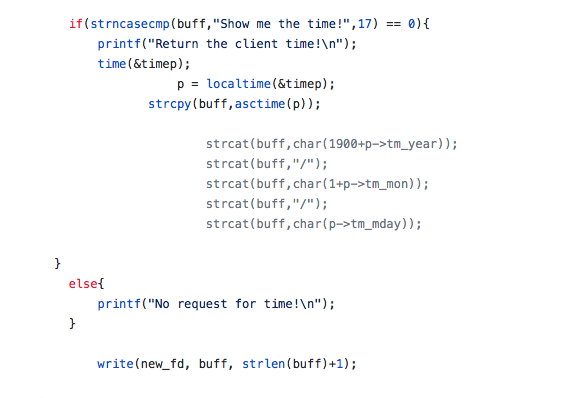 if(strncasecmp(buff,"Show me the time!",17) == 0){
printf("Return the client time!\n");
time(&timep);
p = localtime(&timep);
strcpy(buff,asctime(p));
strcat(buff,char(1900+p->tm_year));
strcat(buff,"/");
strcat(buff,char(1+p->tm_mon));
strcat(buff,"/");
strcat(buff,char(p->tm_mday));
}
else{
printf("No request for time!\n");
}
write(new_fd, buff, strlen(buff)+1);